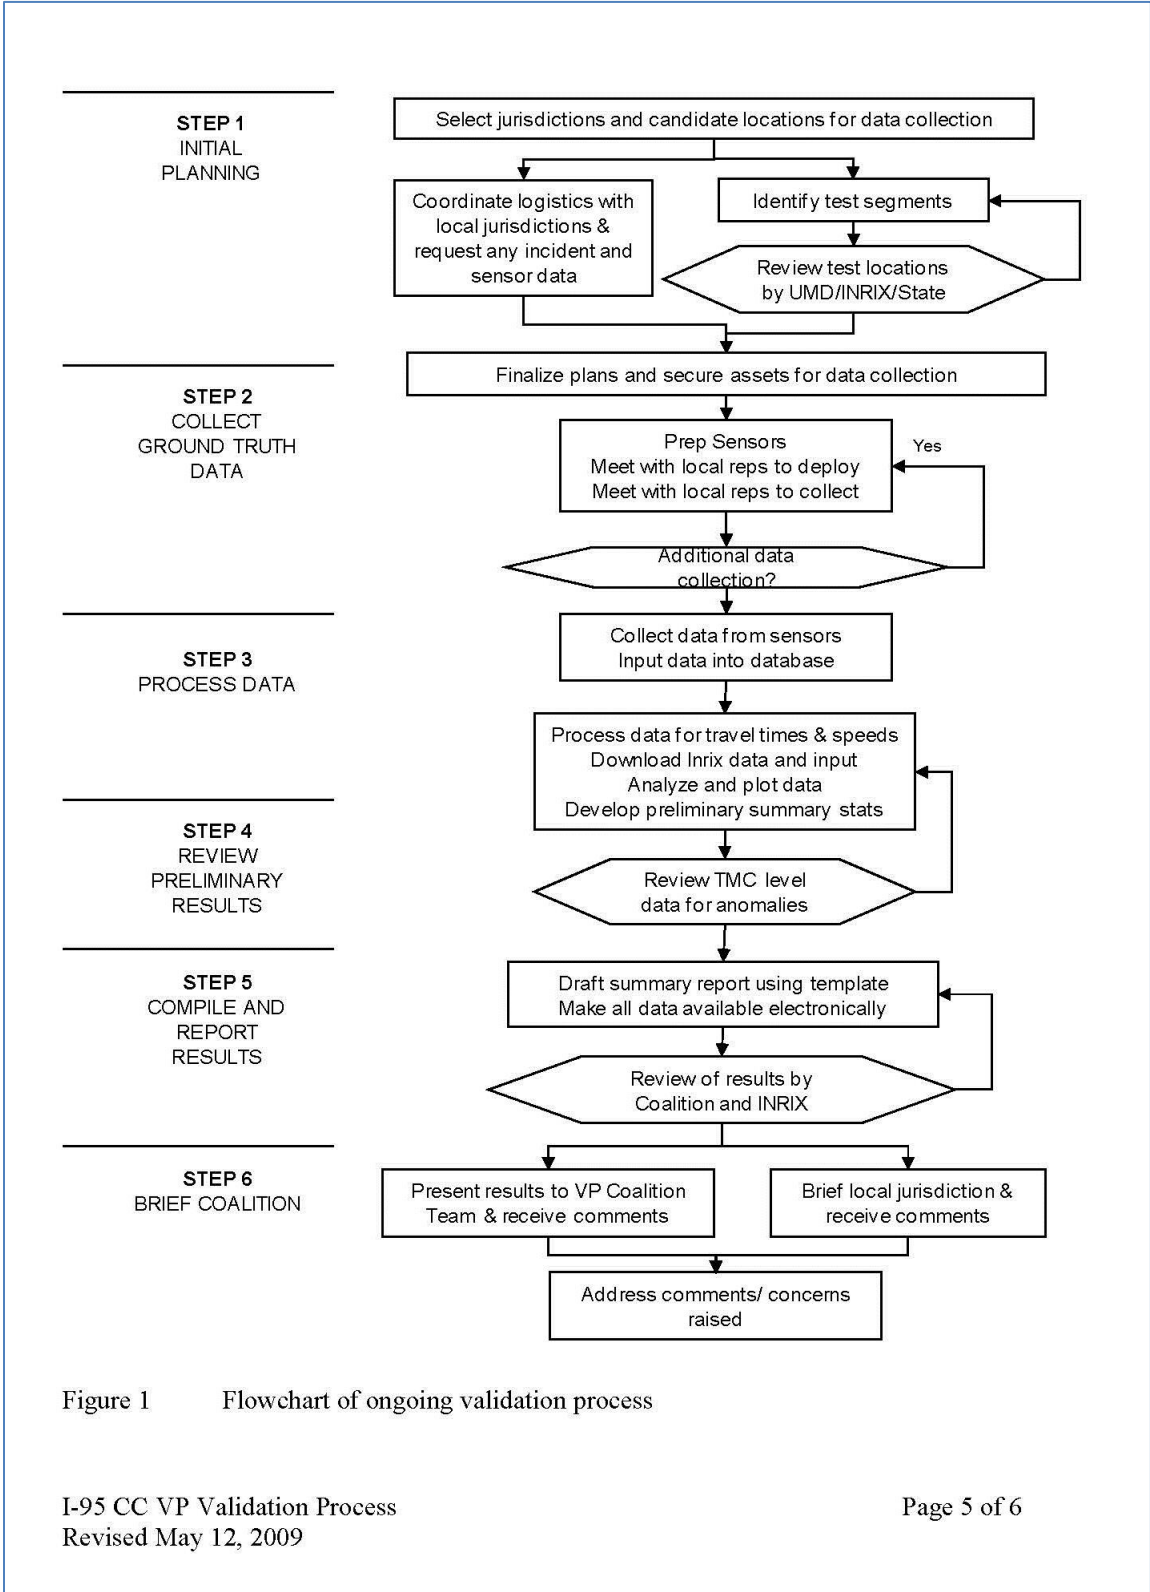 STEP 1
INITIAL
PLANNING
Select jurisdictions and candidate locations for data collection
Coordinate logistics with
local jurisdictions &
request any incident and
sensor data
Identify test segments
Review test locations
by UMD/INRIX/State
STEP 2
COLLECT
GROUND TRUTH
DATA
Finalize plans and secure assets for data collection
Prep Sensors
Meet with local reps to deploy
Meet with local reps to collect
Yes
Additional data
collection?
STEP 3
PROCESS DATA
Collect data from sensors
Input data into database
Process data for travel times & speeds
Download Inrix data and input
Analyze and plot data
Develop preliminary summary stats
STEP 4
REVIEW
PRELIMINARY
RESULTS
Review TMC level
data for anomalies
STEP 5
COMPILE AND
REPORT
RESULTS
Draft summary report using template
Make all data available electronically
Review of results by
Coalition and INRIX
STEP 6
BRIEF COALITION
Present results to VP Coalition
Team & receive comments
Brief local jurisdiction &
receive comments
Address comments/ concerns
raised
Figure 1 Flowchart of ongoing validation process
I-95 CC VP Validation Process Page 5 of 6
Revised May 12, 2009